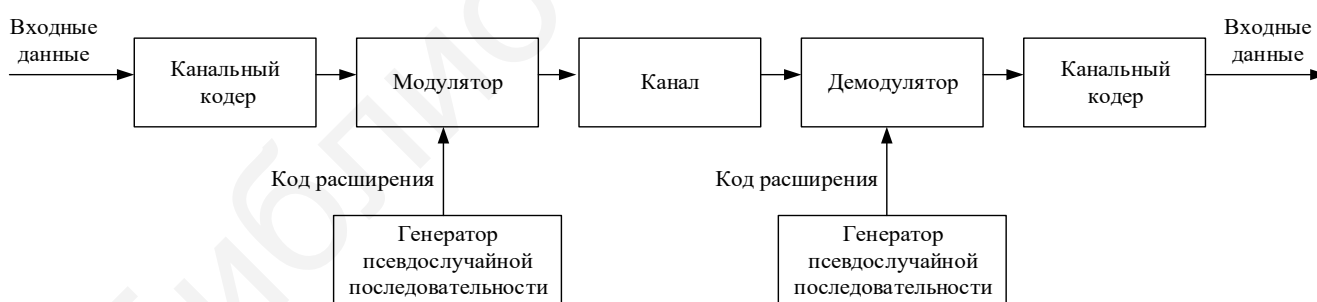 Входные
данные
Канальный
кодер
Модулятор
Канал
Демодулятор
Канальный
кодер
Входные
данные
Код расширения
Код расширения
Генератор
псевдослучайной
последовательности
Генератор
псевдослучайной
последовательности
библио